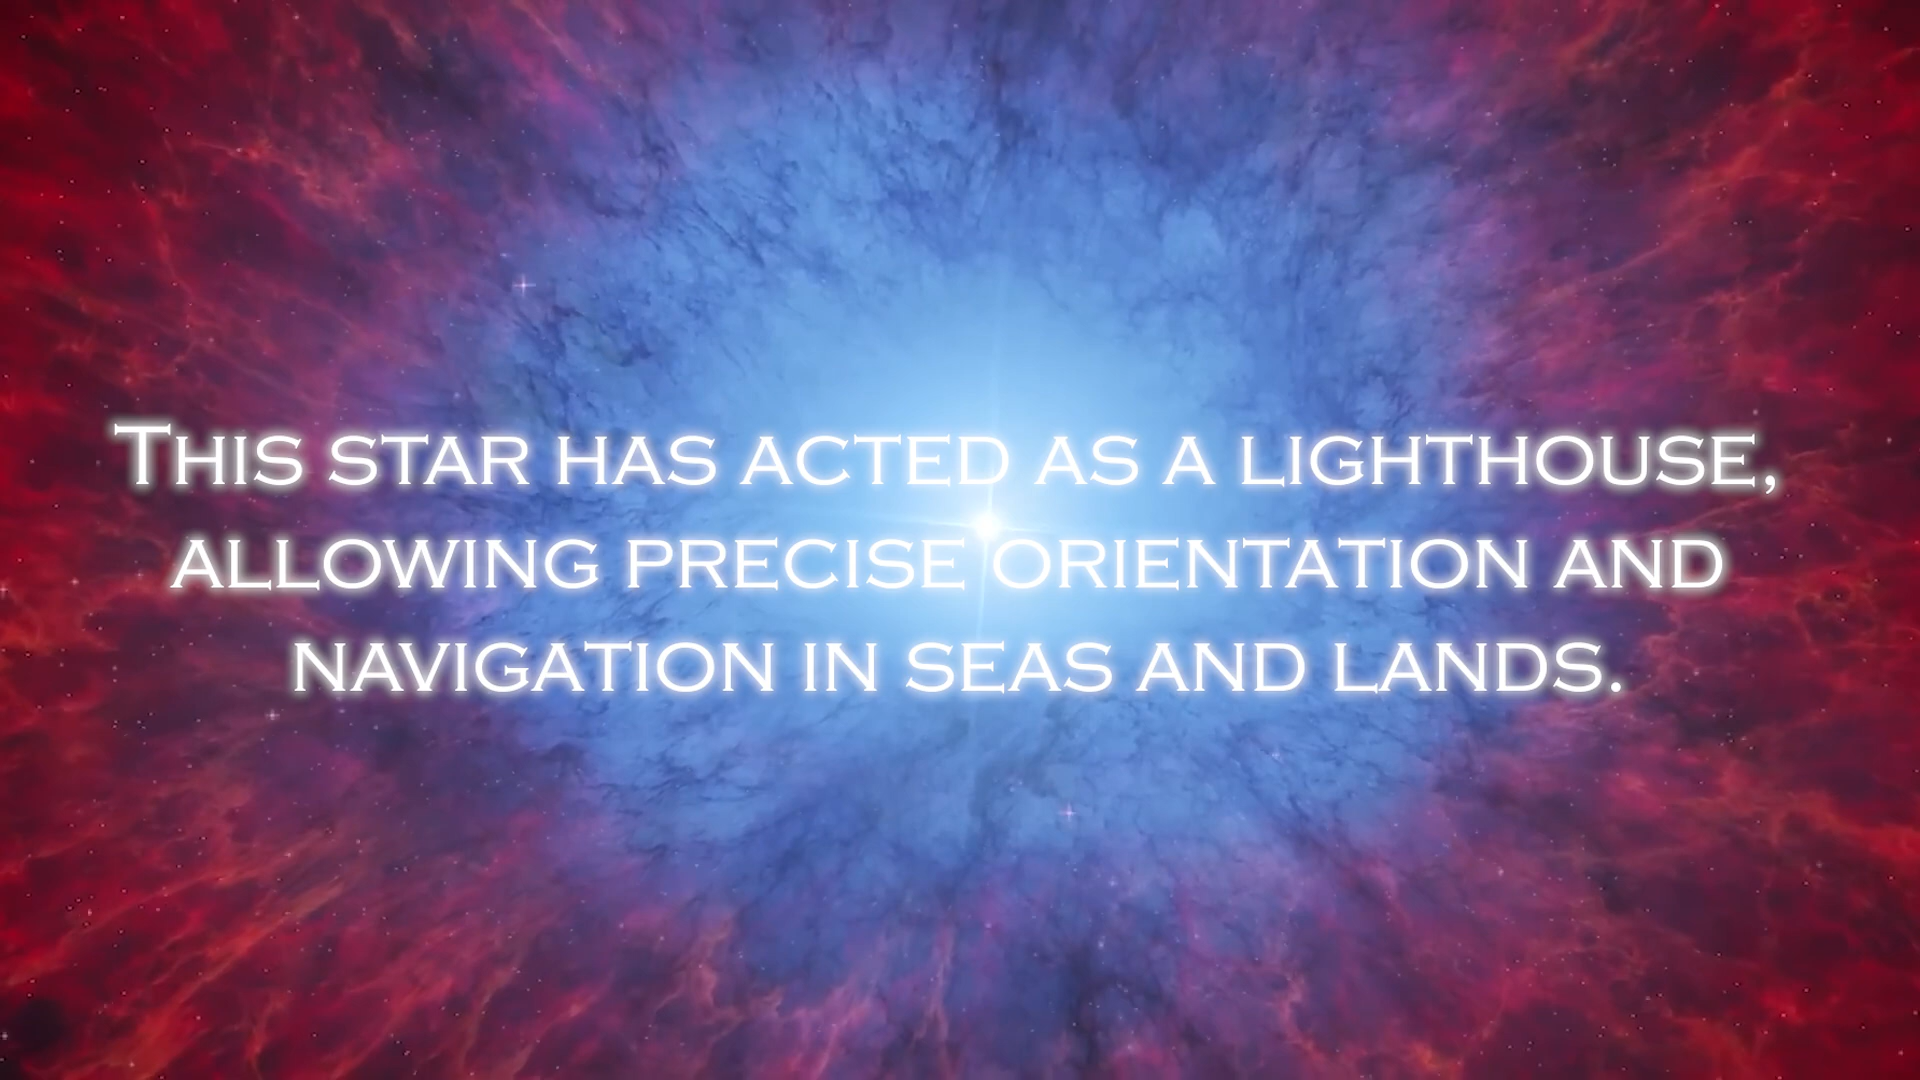 This star has acted as a lighthouse,
allowing precise orientation and
navigation in seas and lands.